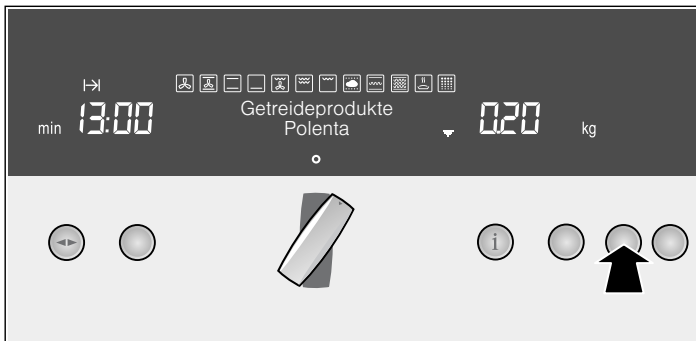 min 13:00
Getreideprodukte
Polenta
0.20 kg
i